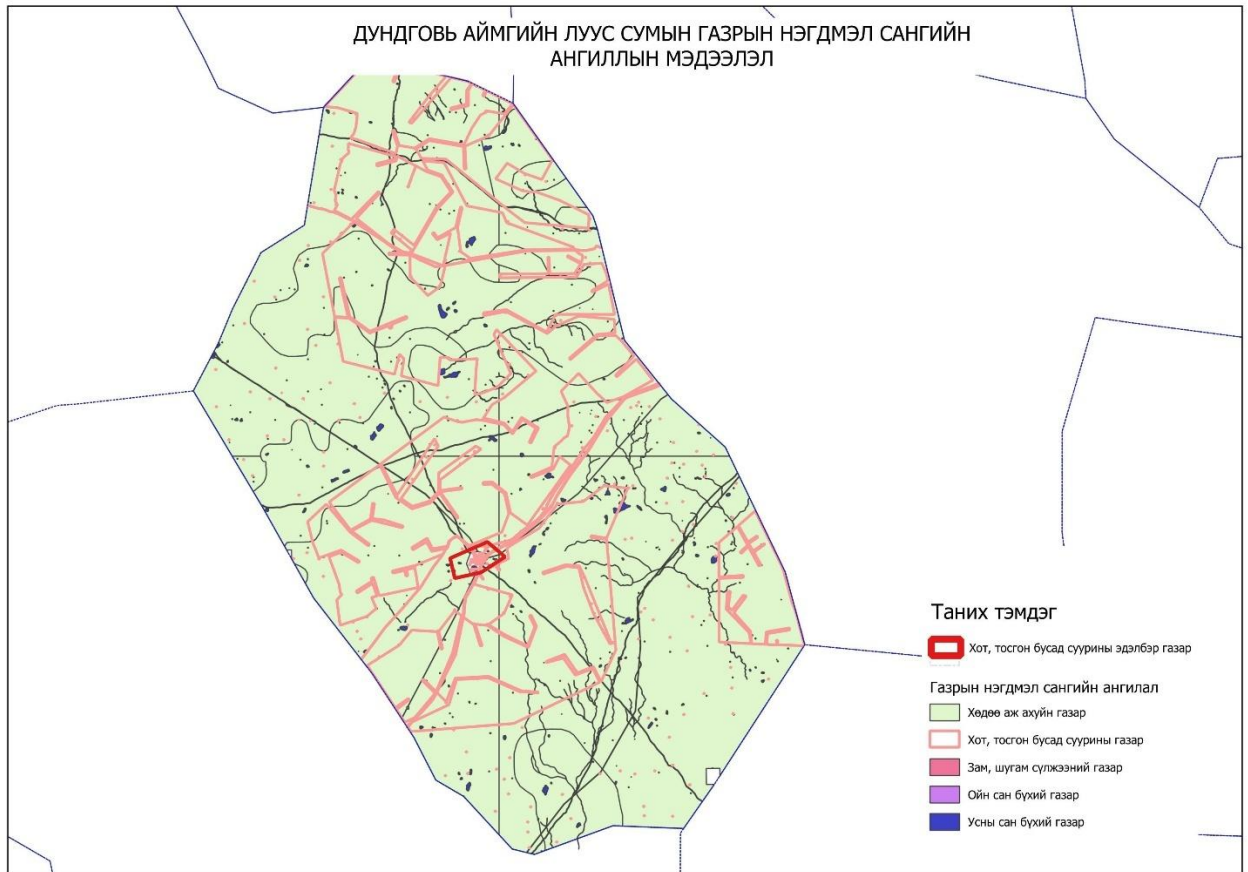 ДУНДГОВЬ АЙМГИЙН ЛУУС СУМЫН ГАЗРЫН НЭГДМЭЛ САНГИЙН
АНГИЛЛЫН МЭДЭЭЛЭЛ
Таних тэмдэг
Хот, тосгон бусад суурины эдэлбэр газар
Газрын нэгдмэл сангийн ангилал
Хөдөө аж ахуйн газар
Хот, тосгон бусад суурины газар
Зам, шугам сүлжээний газар
Ойн сан бүхий газар
Усны сан бүхий газар